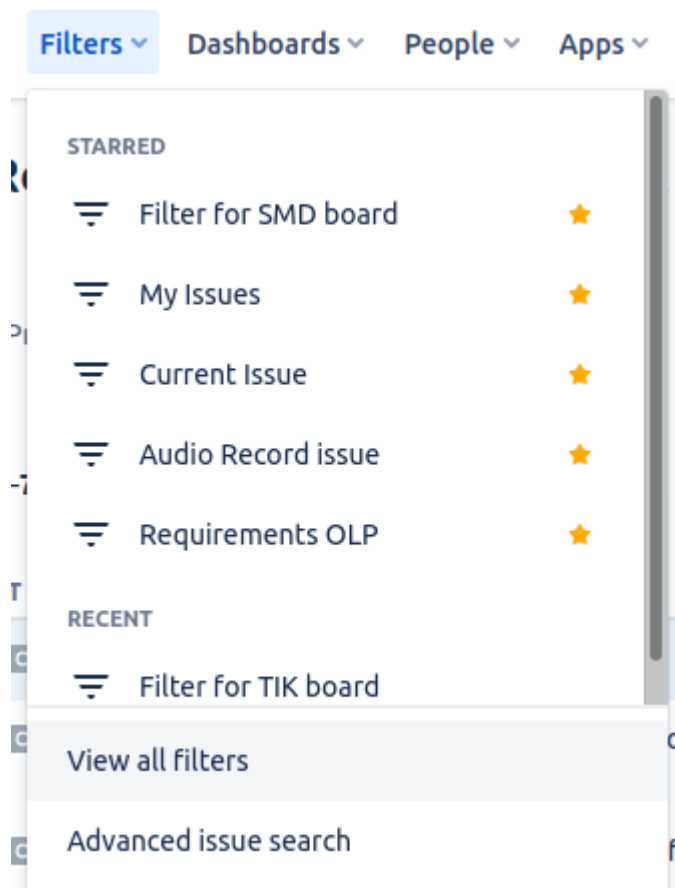 Filters Dashboards People Apps
STARRED
Filter for SMD board
My Issues
Current Issue
Audio Record issue
Requirements OLP
RECENT
Filter for TIK board
View all filters
Advanced issue search